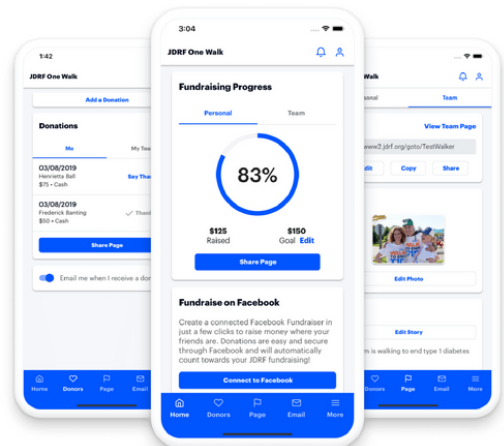 1:42
JDRF One Walk
Add a Donation
Donations
Me
My Tea
03/08/2019
Henrietta Ball
$75 • Cash
Say Than
03/08/2019
Frederick Banting
$50 • Cash
Thank
Share Page
Email me when I receive a don
Home
Donors
Page
Email
3:04
JDRF One Walk
Fundraising Progress
Personal
Team
83%
$125
Raised
$150
Goal Edit
Share Page
Fundraise on Facebook
Create a connected Facebook Fundraiser in
just a few clicks to raise money where your
friends are. Donations are easy and secure
through Facebook and will automatically
count towards your JDRF fundraising!
Connect to Facebook
Home
Donors
Page
Email
More
Walk
onal
Team
View Team Page
www2.jdrf.org/goto/TestWalker
dit
Copy
Share
Edit Photo
Edit Story
m is walking to end type 1 diabetes
Donors
Page
Email
More